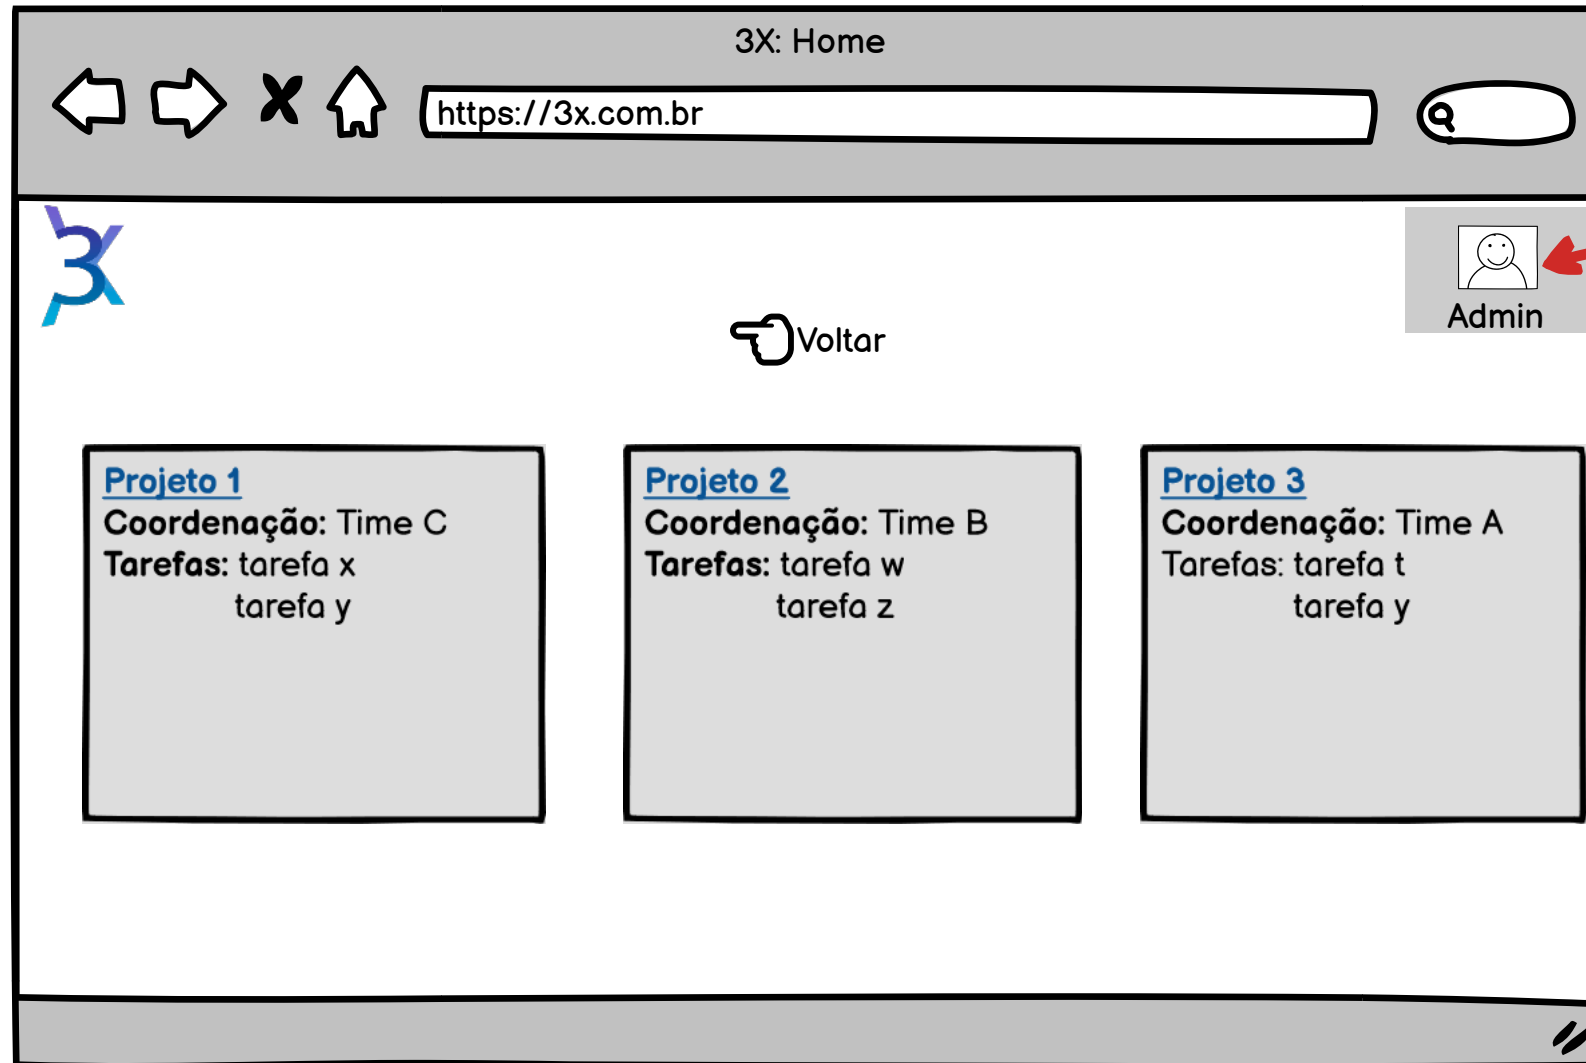 3X: Home
https://3x.com.br
3X
Admin
Voltar
Projeto 1
Coordenação: Time C
Tarefas: tarefa x
tarefa y
Projeto 2
Coordenação: Time B
Tarefas: tarefa w
tarefa z
Projeto 3
Coordenação: Time A
Tarefas: tarefa t
tarefa y